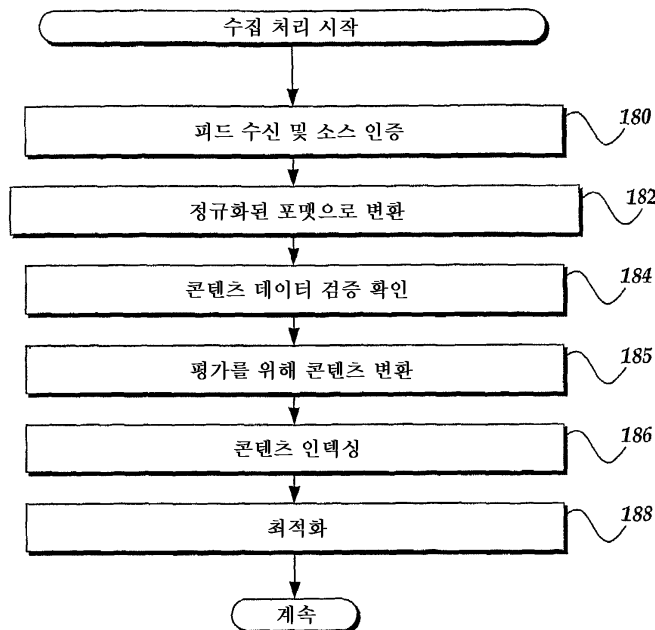 수집 처리 시작
피드 수신 및 소스 인증
180
정규화된 포맷으로 변환
182
콘텐츠 데이터 검증 확인
184
평가를 위해 콘텐츠 변환
185
콘텐츠 인덱싱
186
최적화
188
계속